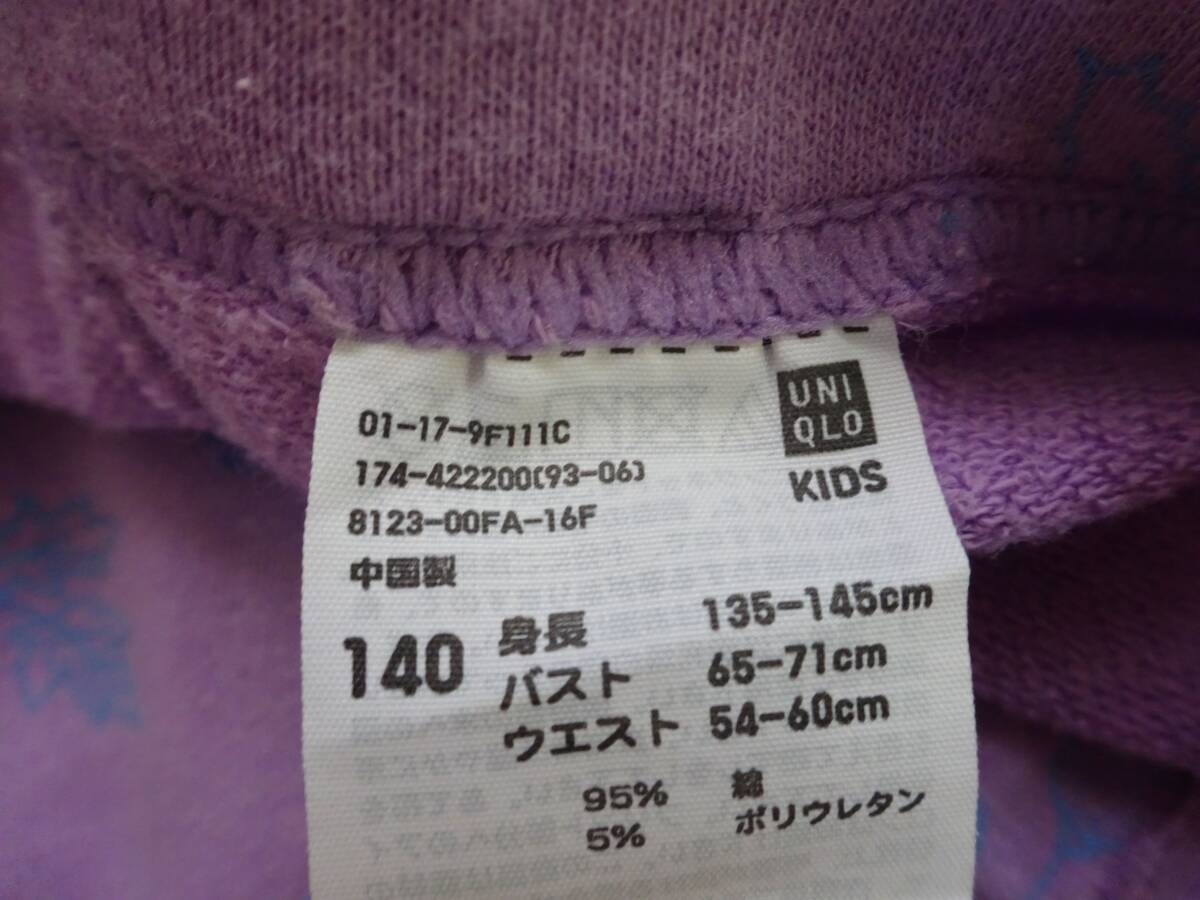 UNI
QLO
KIDS
01-17-9F111C
174-422200(93-06)
8123-00FA-16F
中国製
140
身長 135-145cm
バスト 65-71cm
ウエスト 54-60cm
95% 綿
5% ポリウレタン